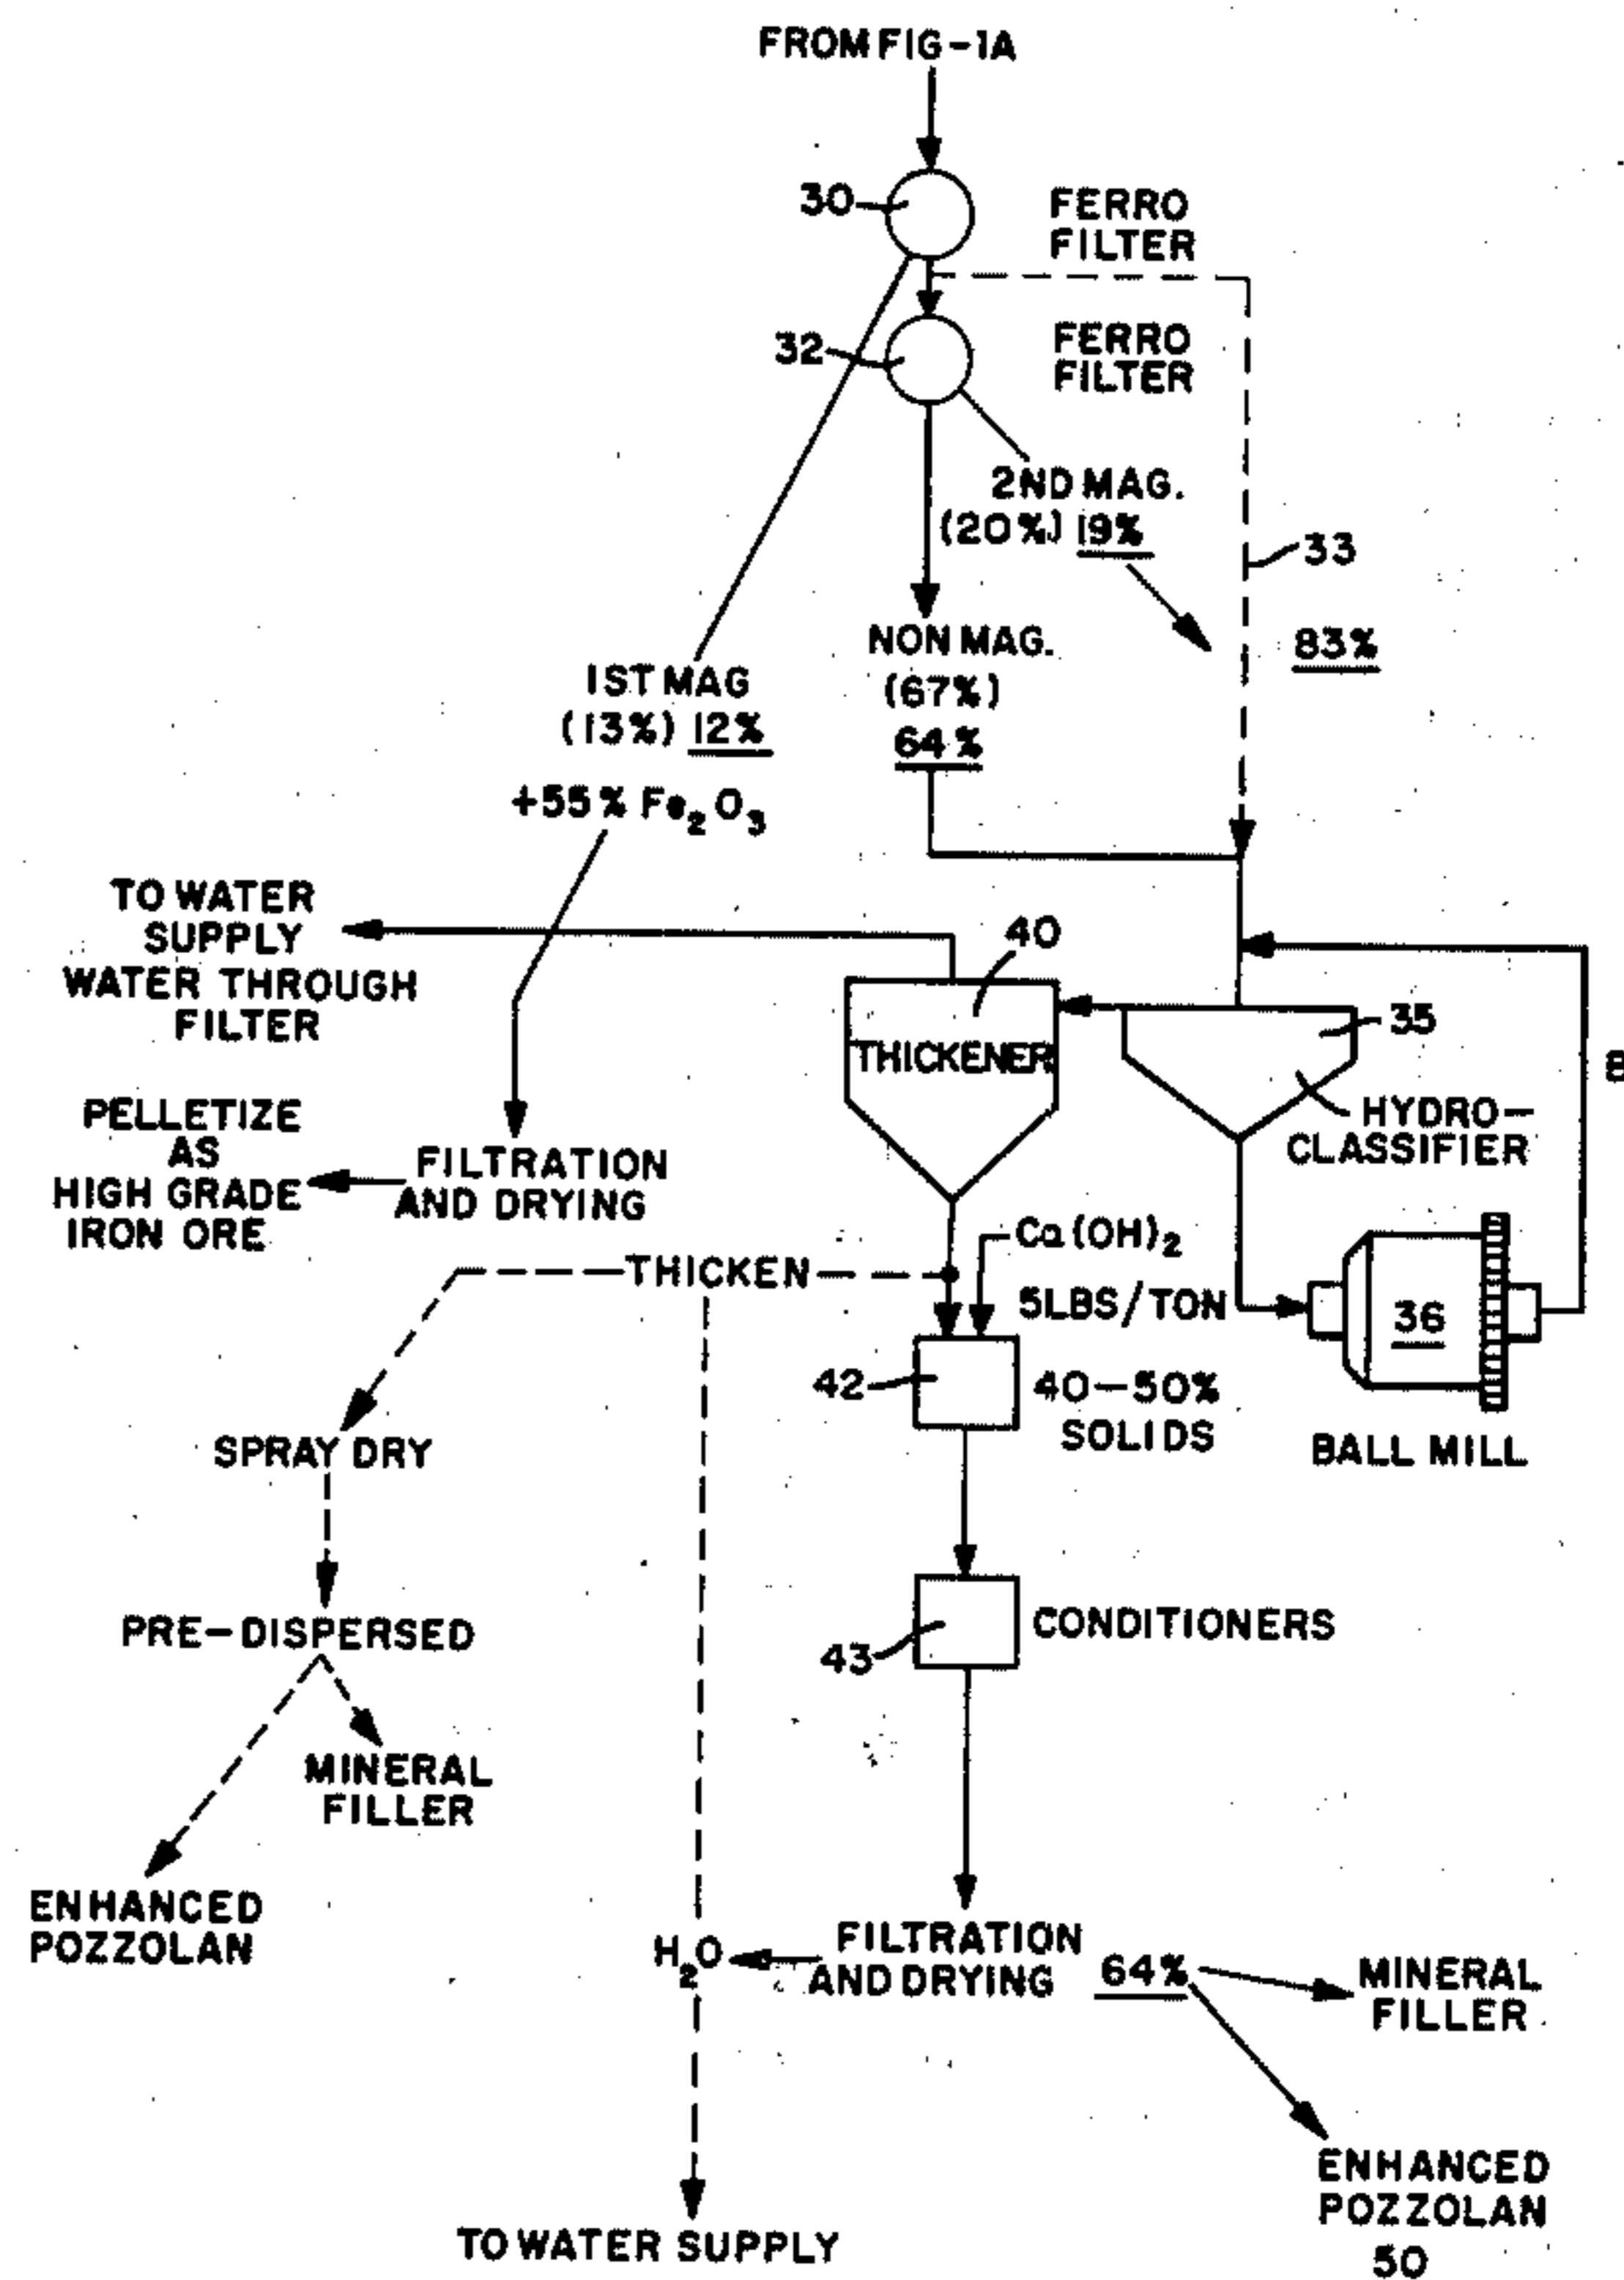 FROM FIG-1A
30
FERRO
FILTER
32
FERRO
FILTER
2ND MAG.
(20%) 19%
33
83%
NON MAG.
(67%)
64%
1ST MAG
(13%) 12%
+55% Fe2O3
TO WATER
SUPPLY
WATER THROUGH
FILTER
40
THICKENER
35
8
HYDRO-
CLASSIFIER
PELLETIZE
AS
HIGH GRADE
IRON ORE
FILTRATION
AND DRYING
Ca(OH)2
THICKEN
5LBS/TON
36
42
40-50%
SOLIDS
BALL MILL
SPRAY DRY
PRE-DISPERSED
43
CONDITIONERS
MINERAL
FILLER
ENHANCED
POZZOLAN
H2O
FILTRATION
AND DRYING
64%
MINERAL
FILLER
ENHANCED
POZZOLAN
50
TO WATER SUPPLY